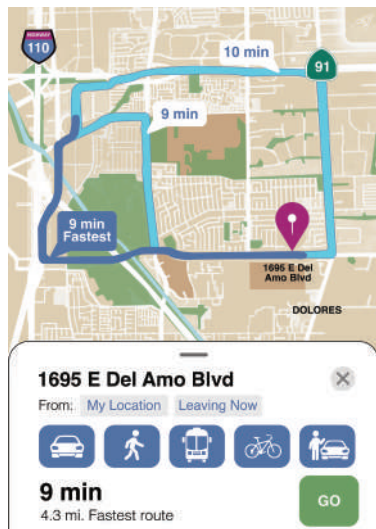 HIGHWAY
110
10 min
91
9 min
9 min
Fastest
1695 E Del
Amo Blvd
DOLORES
1695 E Del Amo Blvd
From: My Location Leaving Now
9 min
4.3 mi. Fastest route
GO